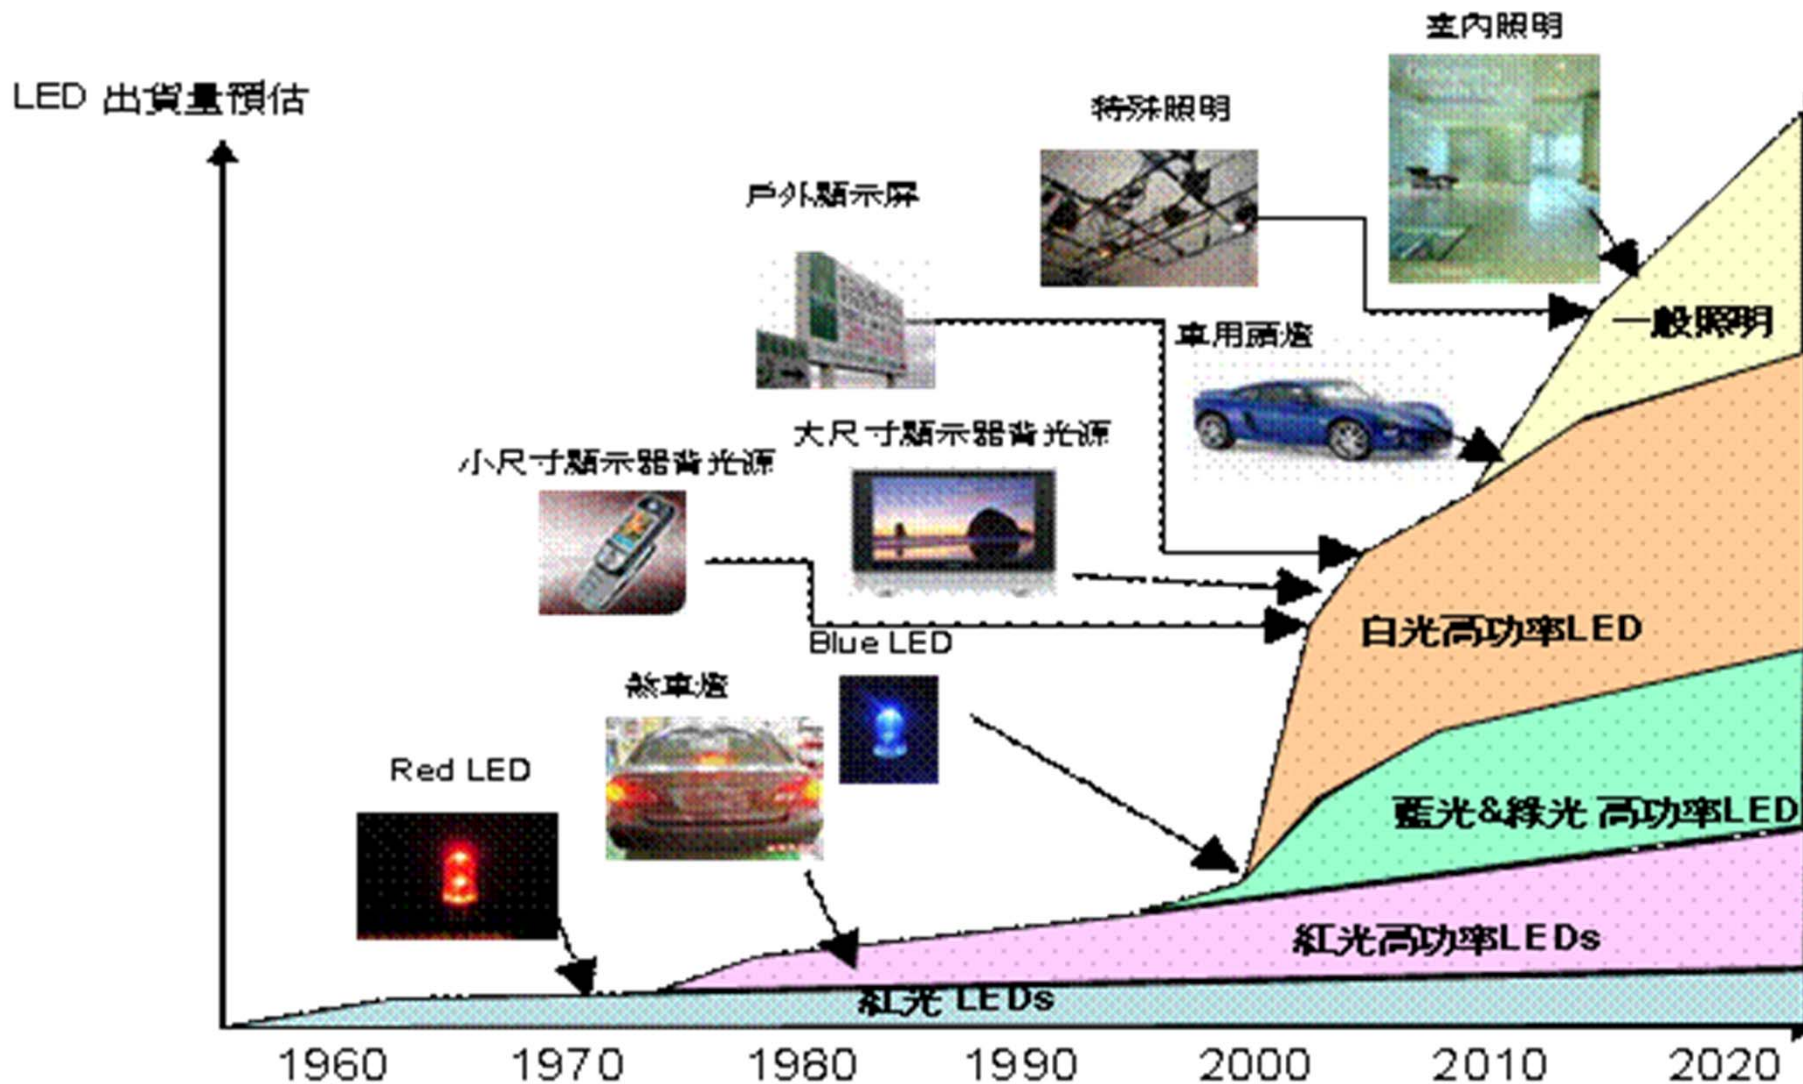 LED 出貨量預估
室內照明
特殊照明
戶外顯示屏
車用頭燈
一般照明
大尺寸顯示器背光源
小尺寸顯示器背光源
白光高功率LED
Blue LED
煞車燈
Red LED
藍光&綠光 高功率LED
紅光高功率LEDs
紅光 LEDs
1960 1970 1980 1990 2000 2010 2020